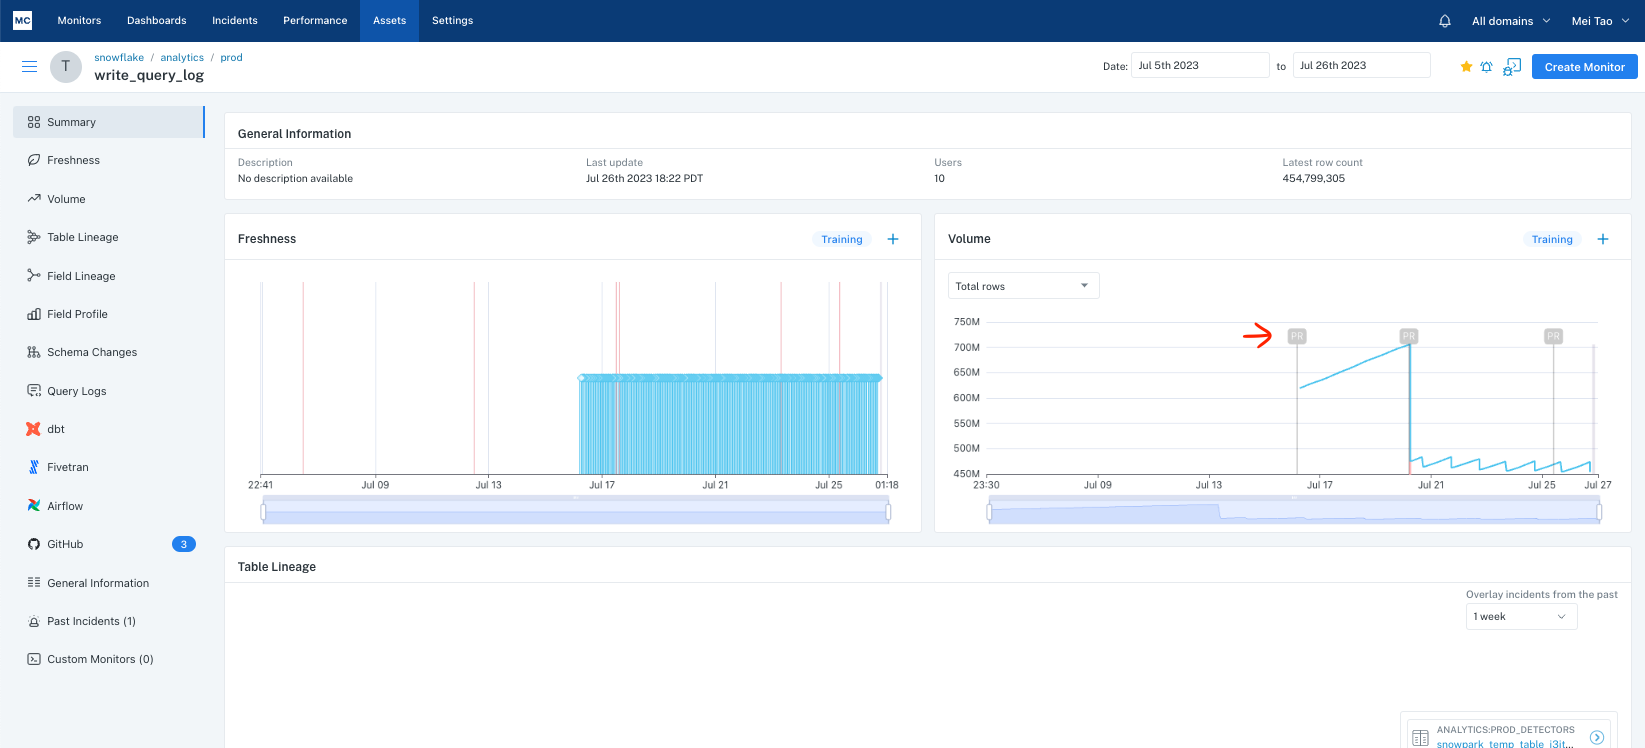 MC Monitors Dashboards Incidents Performance Assets Settings All domains Mei Tao
T snowflake / analytics / prod
write_query_log
Date: Jul 5th 2023 to Jul 26th 2023 Create Monitor
Summary
Freshness
Volume
Table Lineage
Field Lineage
Field Profile
Schema Changes
Query Logs
dbt
Fivetran
Airflow
GitHub 3
General Information
Past Incidents (1)
Custom Monitors (0)
General Information
Description Last update Users Latest row count
No description available Jul 26th 2023 18:22 PDT 10 454,799,305
Freshness Training +
22:41 Jul 09 Jul 13 Jul 17 Jul 21 Jul 25 01:18
Volume Training +
Total rows
750M
700M
650M
600M
550M
500M
450M
PR PR PR
23:30 Jul 09 Jul 13 Jul 17 Jul 21 Jul 25 Jul 27
Table Lineage
Overlay incidents from the past
1 week
ANALYTICS:PROD_DETECTORS